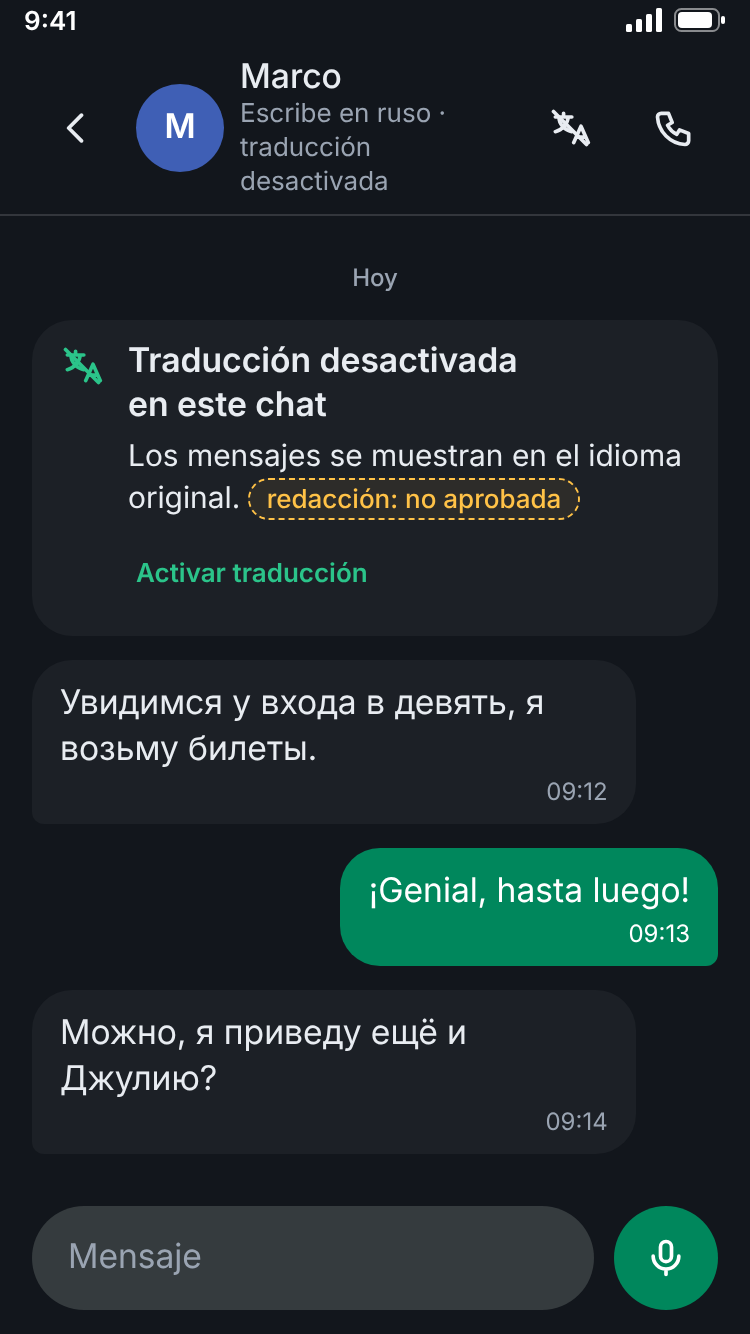 9:41
M
Marco
Escribe en ruso ·
traducción
desactivada
Hoy
Traducción desactivada
en este chat
Los mensajes se muestran en el idioma
original. redacción: no aprobada
Activar traducción
Увидимся у входа в девять, я
возьму билеты.
09:12
¡Genial, hasta luego!
09:13
Можно, я приведу ещё и
Джулию?
09:14
Mensaje